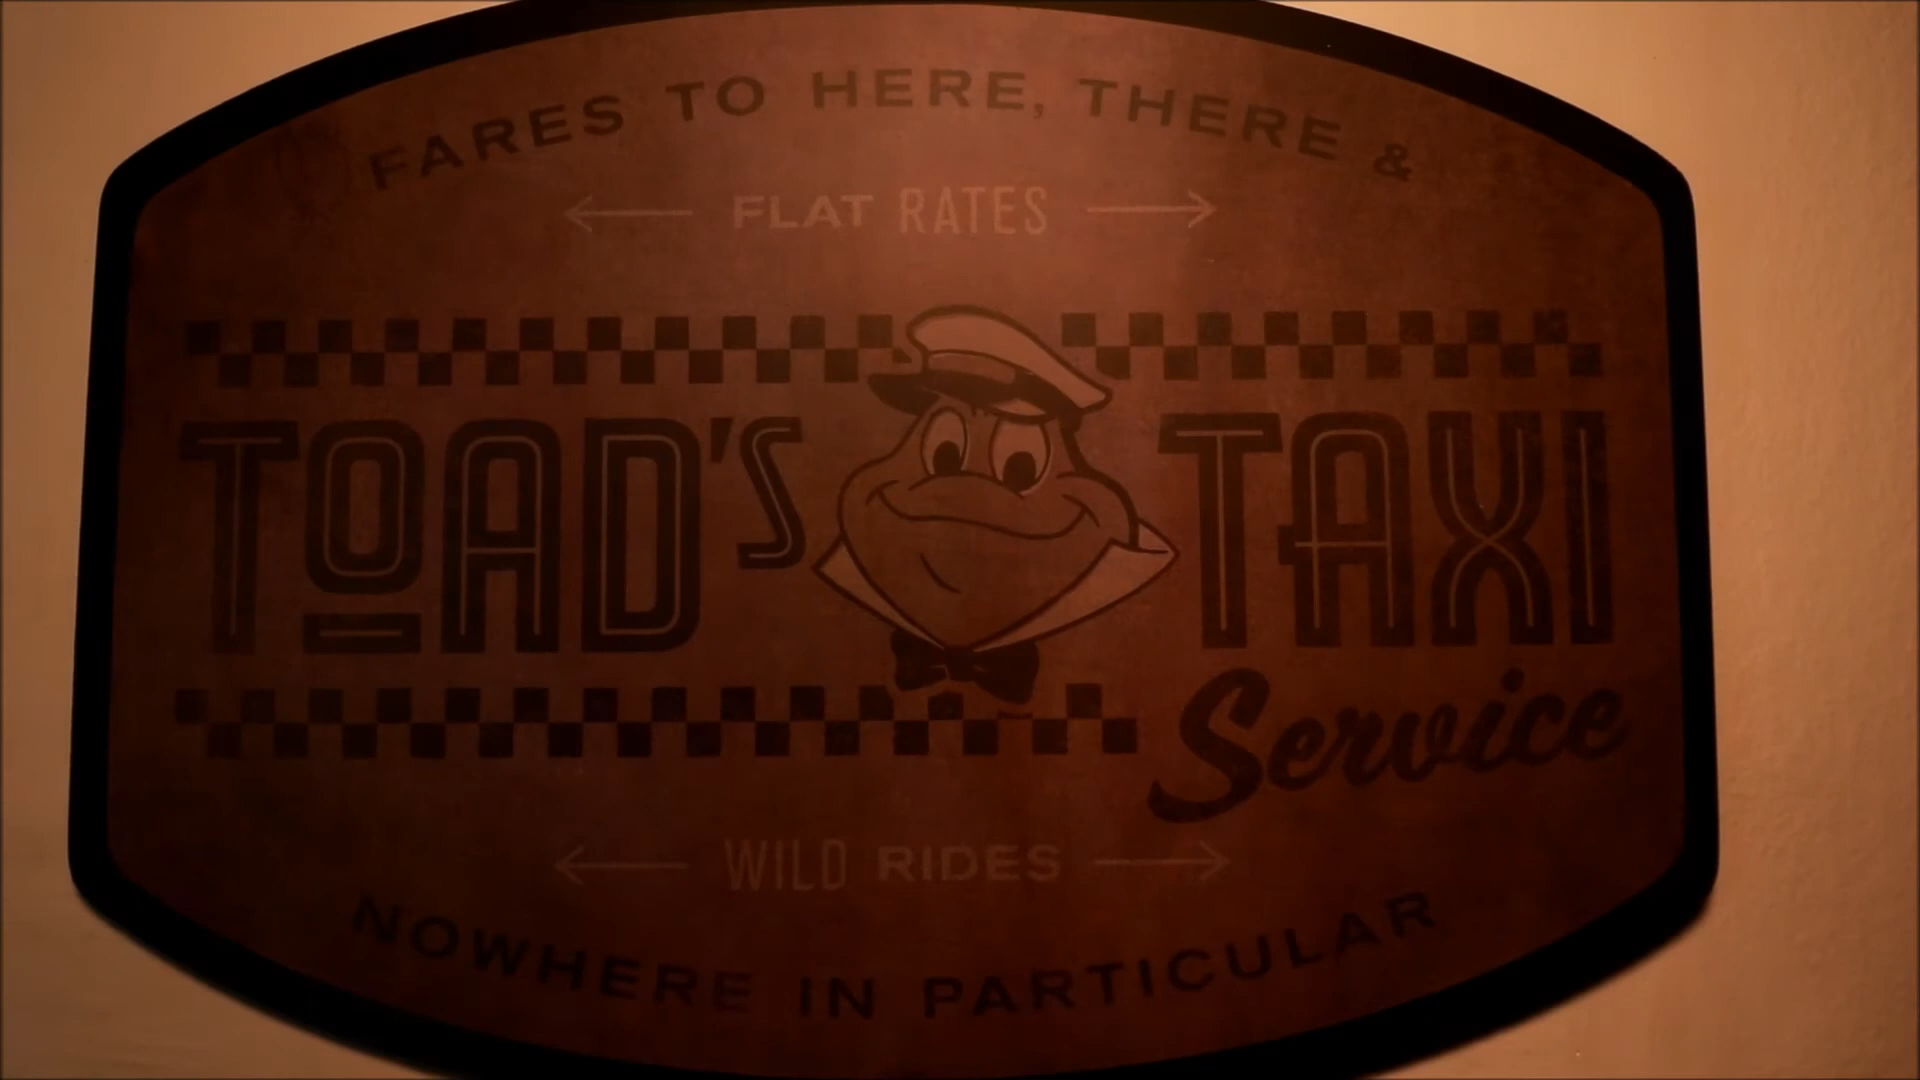 FARES TO HERE, THERE &
FLAT RATES
TOAD'S TAXI
Service
WILD RIDES
NOWHERE IN PARTICULAR